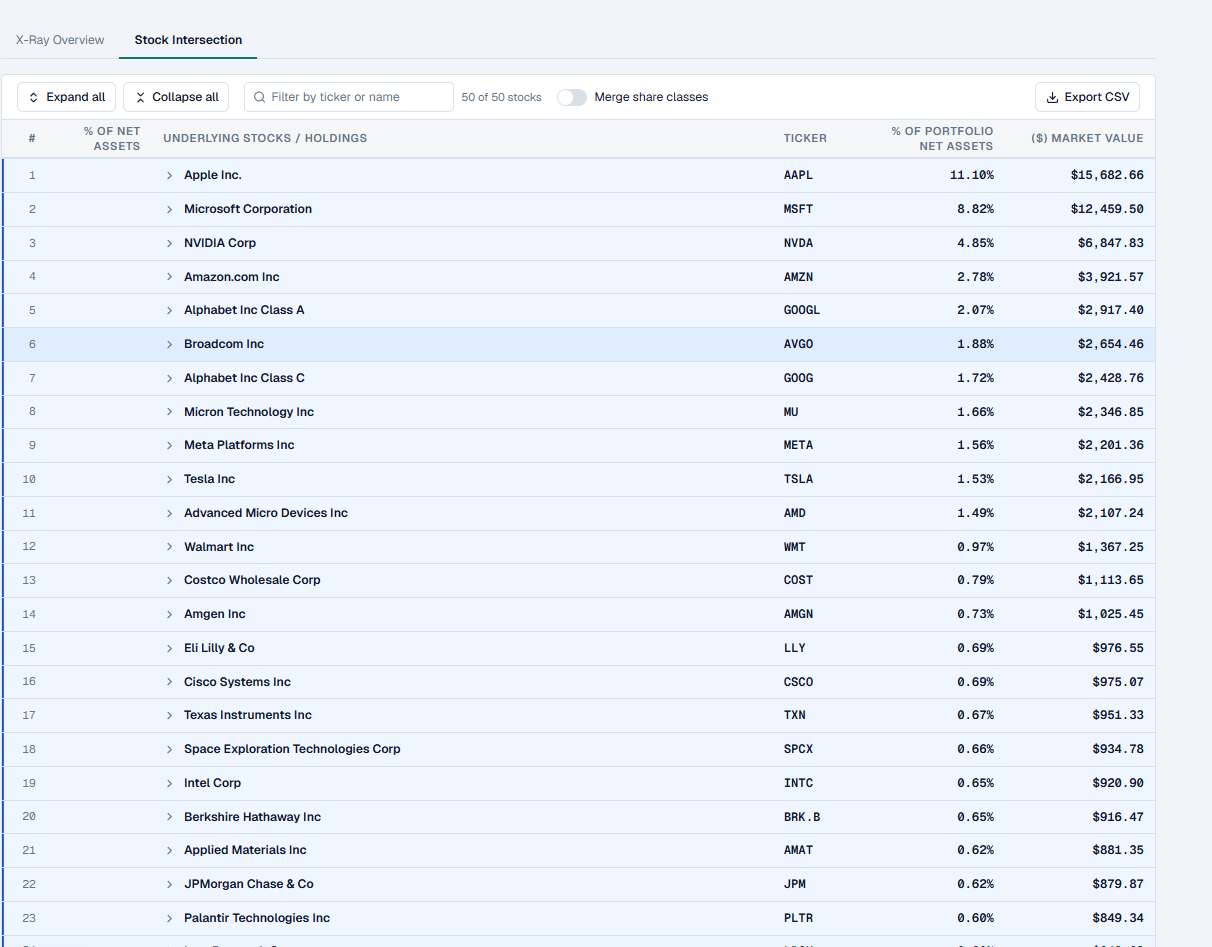 X-Ray Overview Stock Intersection
Expand all Collapse all Filter by ticker or name 50 of 50 stocks Merge share classes Export CSV
# % OF NET ASSETS UNDERLYING STOCKS / HOLDINGS TICKER % OF PORTFOLIO NET ASSETS ($) MARKET VALUE
1 Apple Inc. AAPL 11.10% $15,682.66
2 Microsoft Corporation MSFT 8.82% $12,459.50
3 NVIDIA Corp NVDA 4.85% $6,847.83
4 Amazon.com Inc AMZN 2.78% $3,921.57
5 Alphabet Inc Class A GOOGL 2.07% $2,917.40
6 Broadcom Inc AVGO 1.88% $2,654.46
7 Alphabet Inc Class C GOOG 1.72% $2,428.76
8 Micron Technology Inc MU 1.66% $2,346.85
9 Meta Platforms Inc META 1.56% $2,201.36
10 Tesla Inc TSLA 1.53% $2,166.95
11 Advanced Micro Devices Inc AMD 1.49% $2,107.24
12 Walmart Inc WMT 0.97% $1,367.25
13 Costco Wholesale Corp COST 0.79% $1,113.65
14 Amgen Inc AMGN 0.73% $1,025.45
15 Eli Lilly & Co LLY 0.69% $976.55
16 Cisco Systems Inc CSCO 0.69% $975.07
17 Texas Instruments Inc TXN 0.67% $951.33
18 Space Exploration Technologies Corp SPCX 0.66% $934.78
19 Intel Corp INTC 0.65% $920.90
20 Berkshire Hathaway Inc BRK.B 0.65% $916.47
21 Applied Materials Inc AMAT 0.62% $881.35
22 JPMorgan Chase & Co JPM 0.62% $879.87
23 Palantir Technologies Inc PLTR 0.60% $849.34